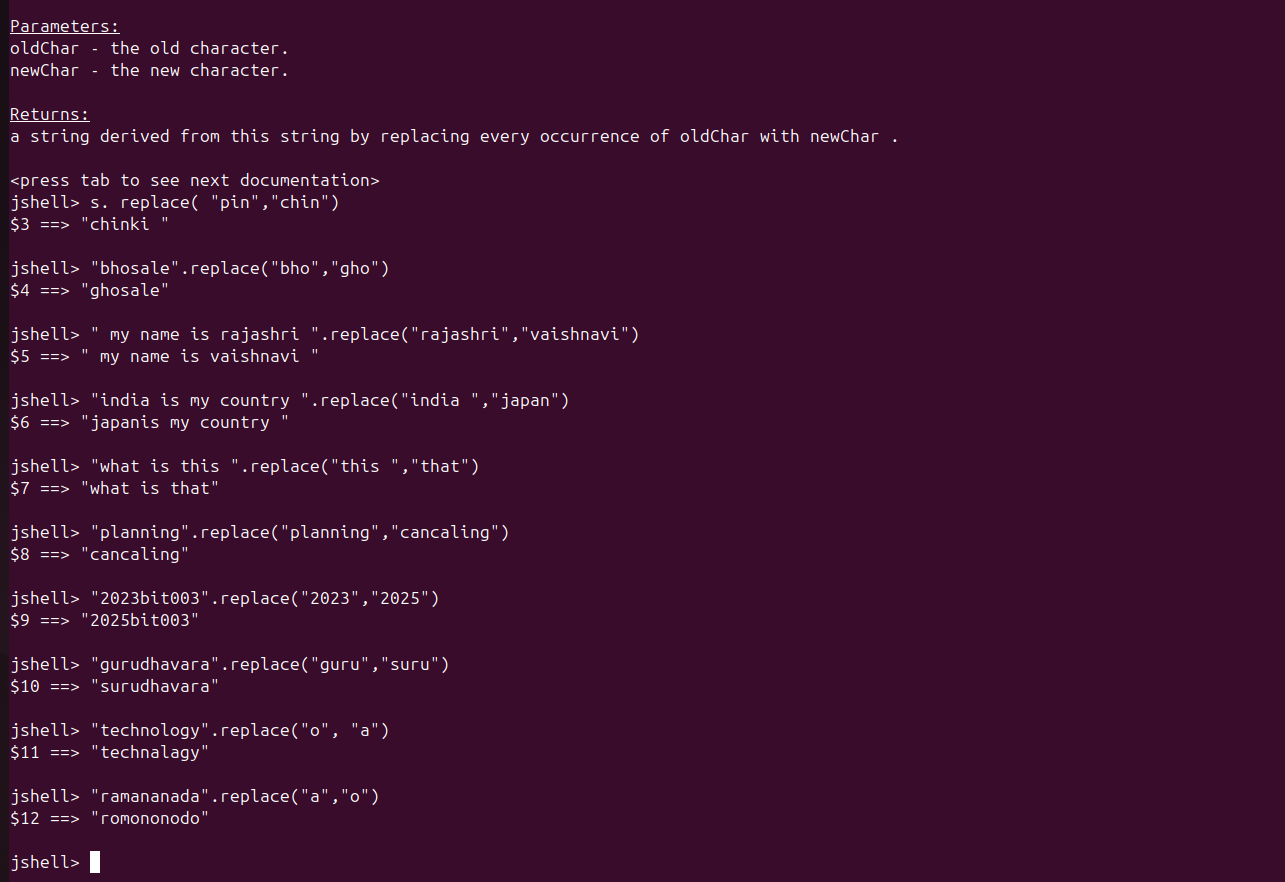 Parameters:
oldChar - the old character.
newChar - the new character.
Returns:
a string derived from this string by replacing every occurrence of oldChar with newChar .
<press tab to see next documentation>
jshell> s. replace( "pin","chin")
$3 ==> "chinki "
jshell> "bhosale".replace("bho","gho")
$4 ==> "ghosale"
jshell> " my name is rajashri ".replace("rajashri","vaishnavi")
$5 ==> " my name is vaishnavi "
jshell> "india is my country ".replace("india ","japan")
$6 ==> "japanis my country "
jshell> "what is this ".replace("this ","that")
$7 ==> "what is that"
jshell> "planning".replace("planning","cancaling")
$8 ==> "cancaling"
jshell> "2023bit003".replace("2023","2025")
$9 ==> "2025bit003"
jshell> "gurudhavara".replace("guru","suru")
$10 ==> "surudhavara"
jshell> "technology".replace("o", "a")
$11 ==> "technalagy"
jshell> "ramananada".replace("a","o")
$12 ==> "romononodo"
jshell>